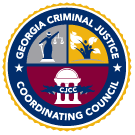 GEORGIA CRIMINAL JUSTICE
CJCC
COORDINATING COUNCIL